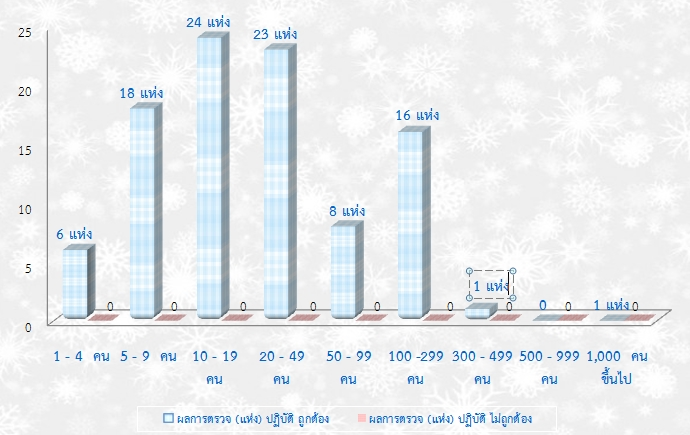 24 แห่ง
23 แห่ง
18 แห่ง
16 แห่ง
8 แห่ง
6 แห่ง
1 แห่ง
0 0 0 0 0 0 0 0 0 1 แห่ง 0
25
20
15
10
5
0
1 - 4 คน 5 - 9 คน 10 - 19 20 - 49 50 - 99 100 -299 300 - 499 500 - 999 1,000 คน
คน คน คน คน คน คน ขึ้นไป
ผลการตรวจ (แห่ง) ปฏิบัติ ถูกต้อง ผลการตรวจ (แห่ง) ปฏิบัติ ไม่ถูกต้อง